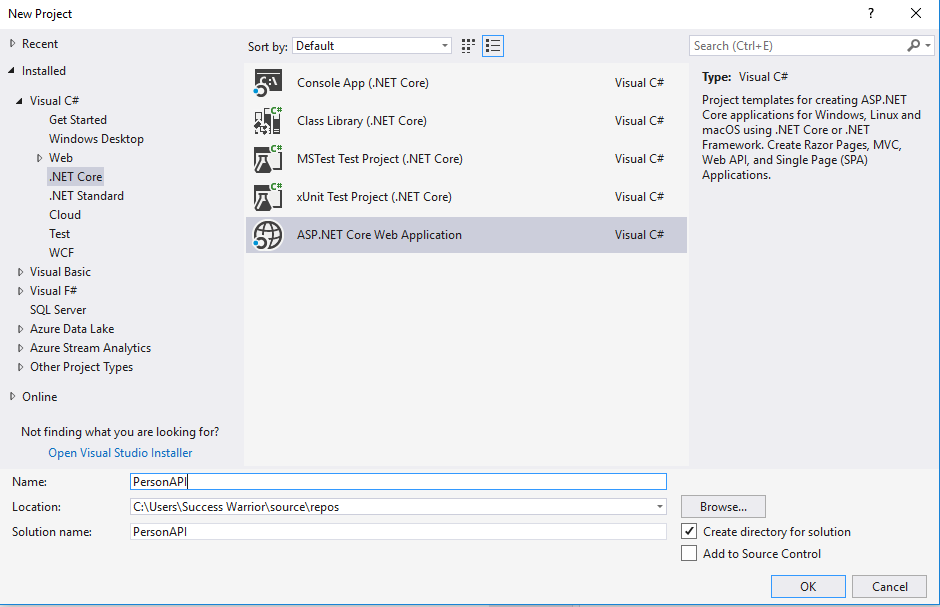 New Project
?
Recent
Installed
Visual C#
Get Started
Windows Desktop
Web
.NET Core
.NET Standard
Cloud
Test
WCF
Visual Basic
Visual F#
SQL Server
Azure Data Lake
Azure Stream Analytics
Other Project Types
Online
Not finding what you are looking for?
Open Visual Studio Installer
Sort by: Default
Console App (.NET Core) Visual C#
Class Library (.NET Core) Visual C#
MSTest Test Project (.NET Core) Visual C#
xUnit Test Project (.NET Core) Visual C#
ASP.NET Core Web Application Visual C#
Search (Ctrl+E)
Type: Visual C#
Project templates for creating ASP.NET
Core applications for Windows, Linux and
macOS using .NET Core or .NET
Framework. Create Razor Pages, MVC,
Web API, and Single Page (SPA)
Applications.
Name: PersonAPI
Location: C:\Users\Success Warrior\source\repos
Browse...
Solution name: PersonAPI
Create directory for solution
Add to Source Control
OK Cancel